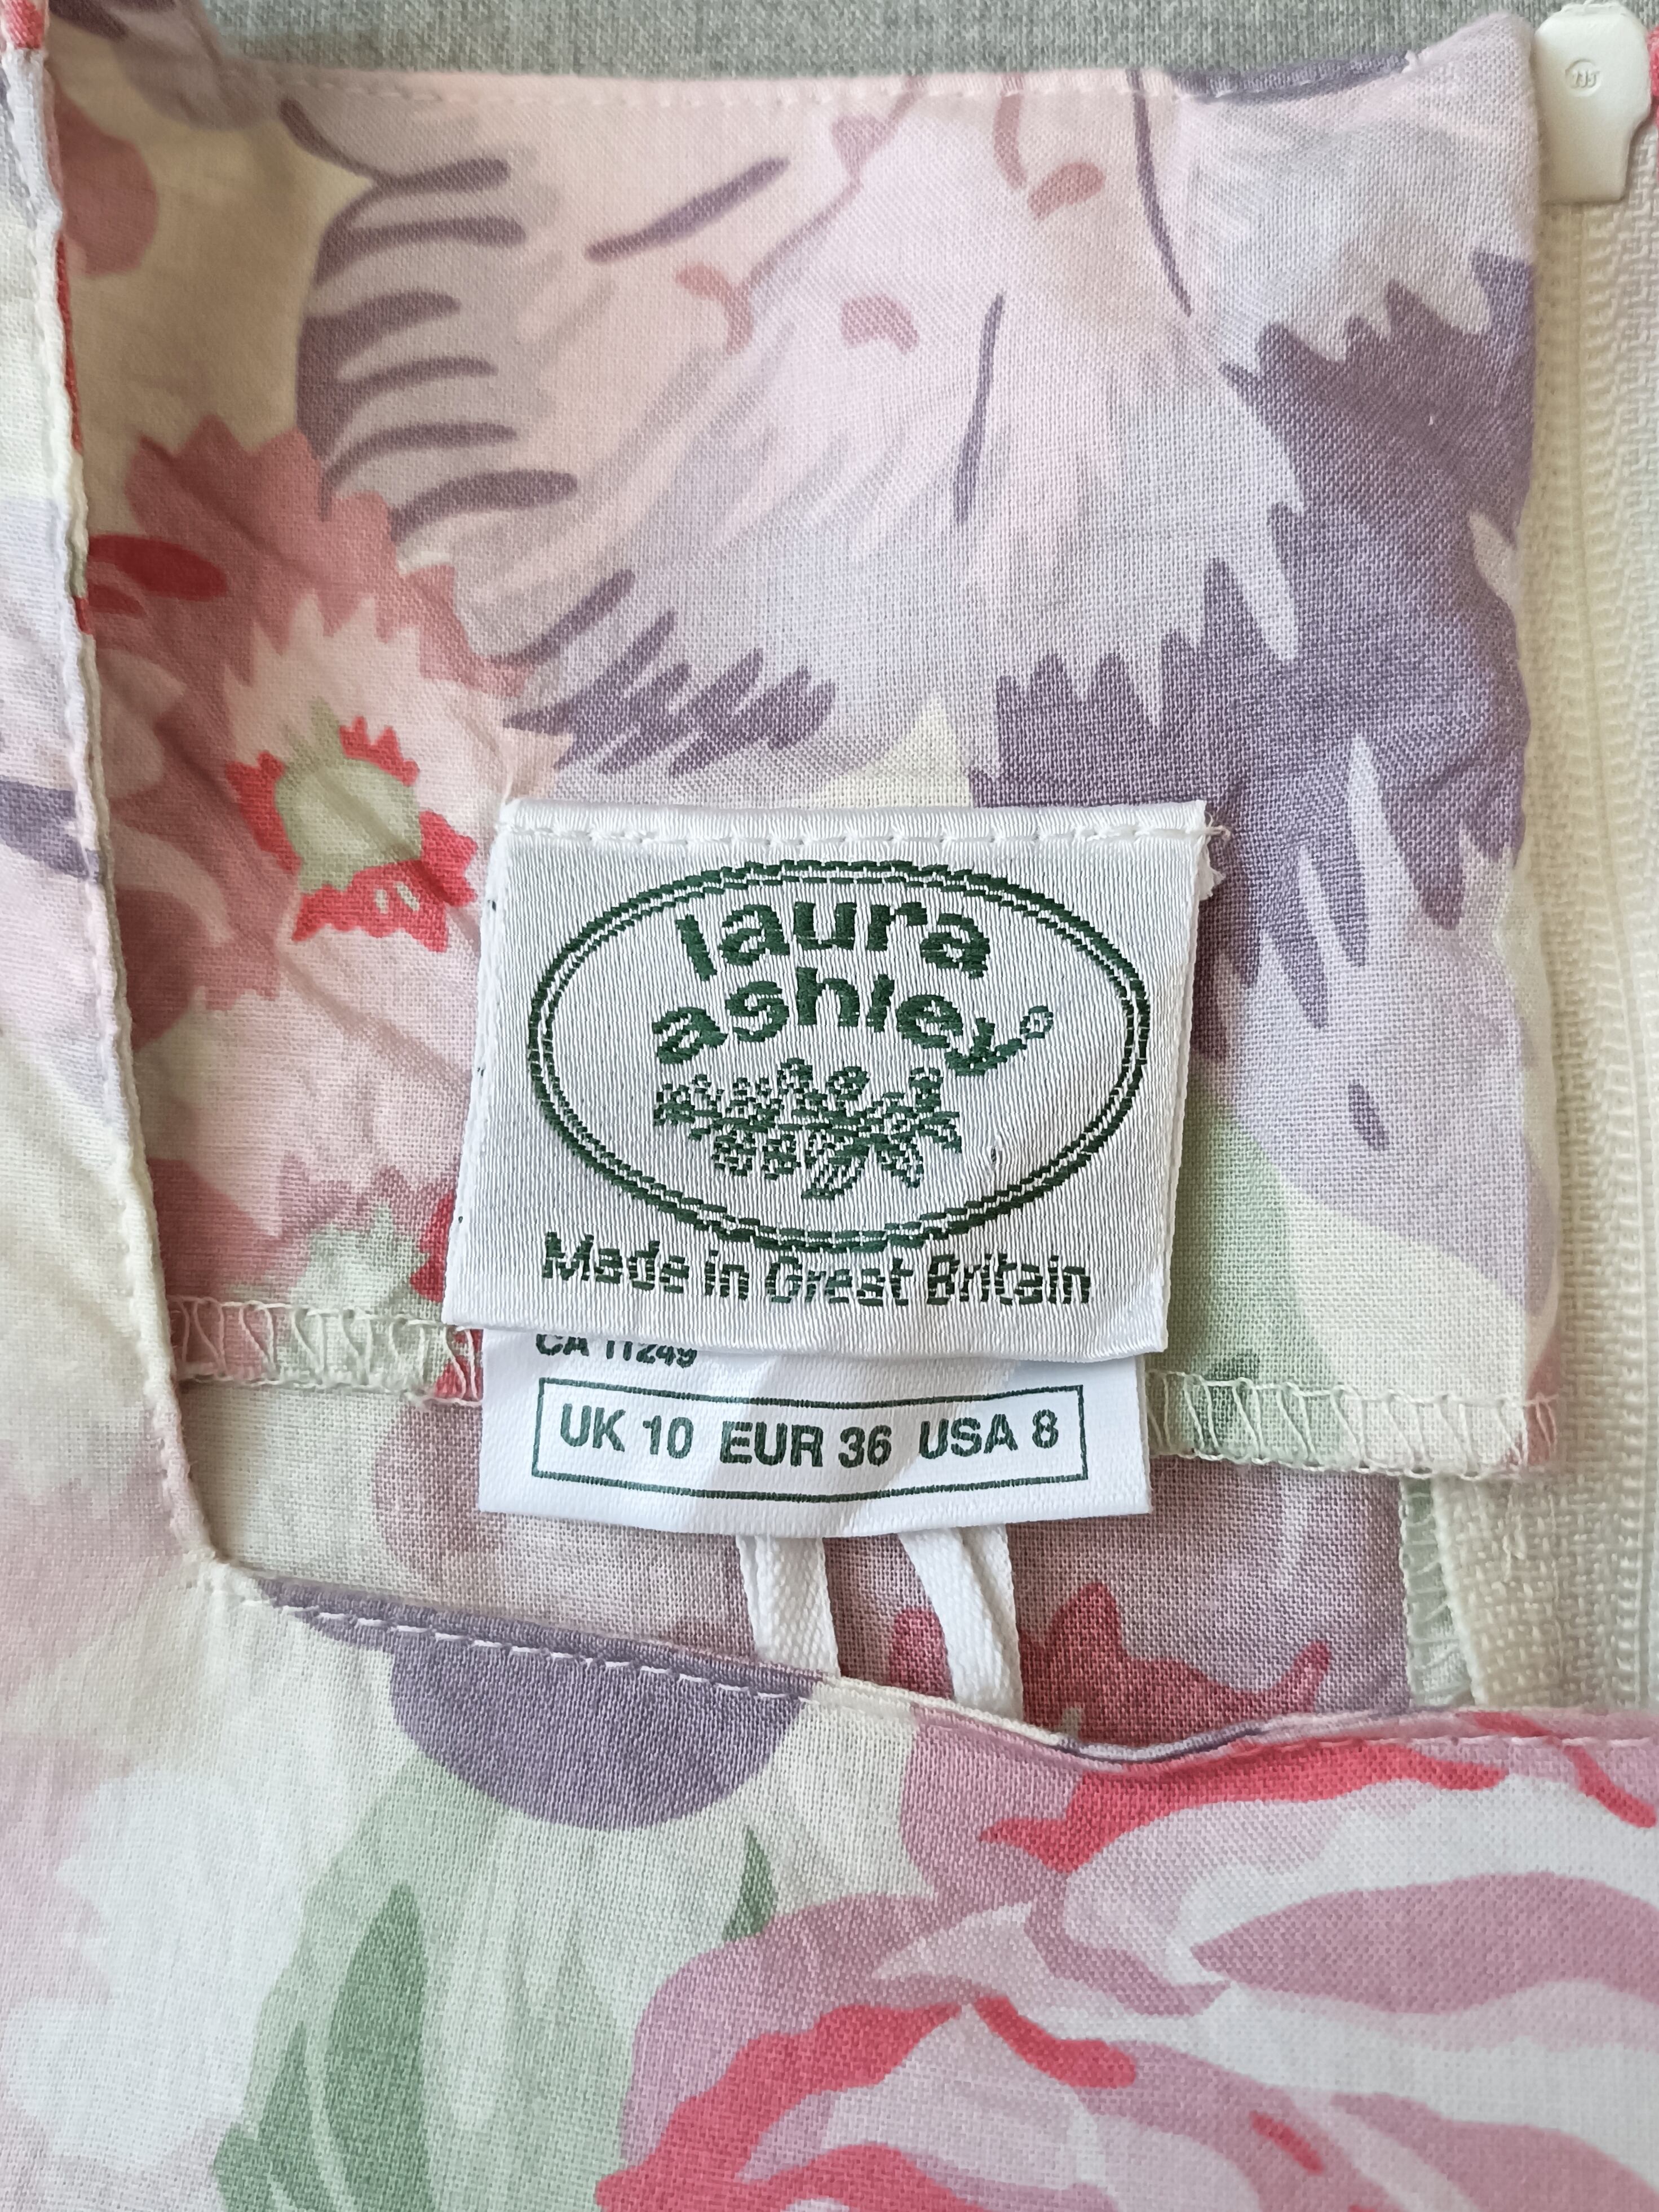 laura
ashley®
Made in Great Britain
CA 11249
UK 10 EUR 36 USA 8